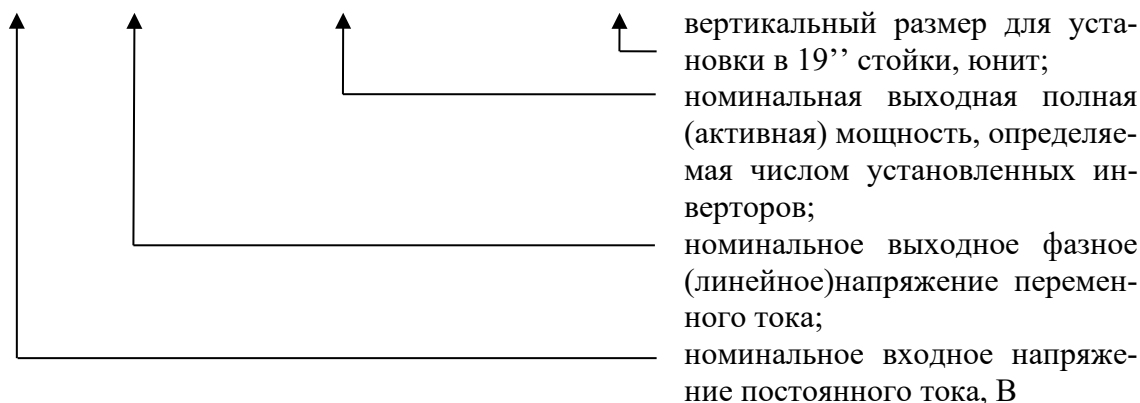 вертикальный размер для уста-
новки в 19’’ стойки, юнит;
номинальная выходная полная
(активная) мощность, определяе-
мая числом установленных ин-
верторов;
номинальное выходное фазное
(линейное)напряжение перемен-
ного тока;
номинальное входное напряже-
ние постоянного тока, В